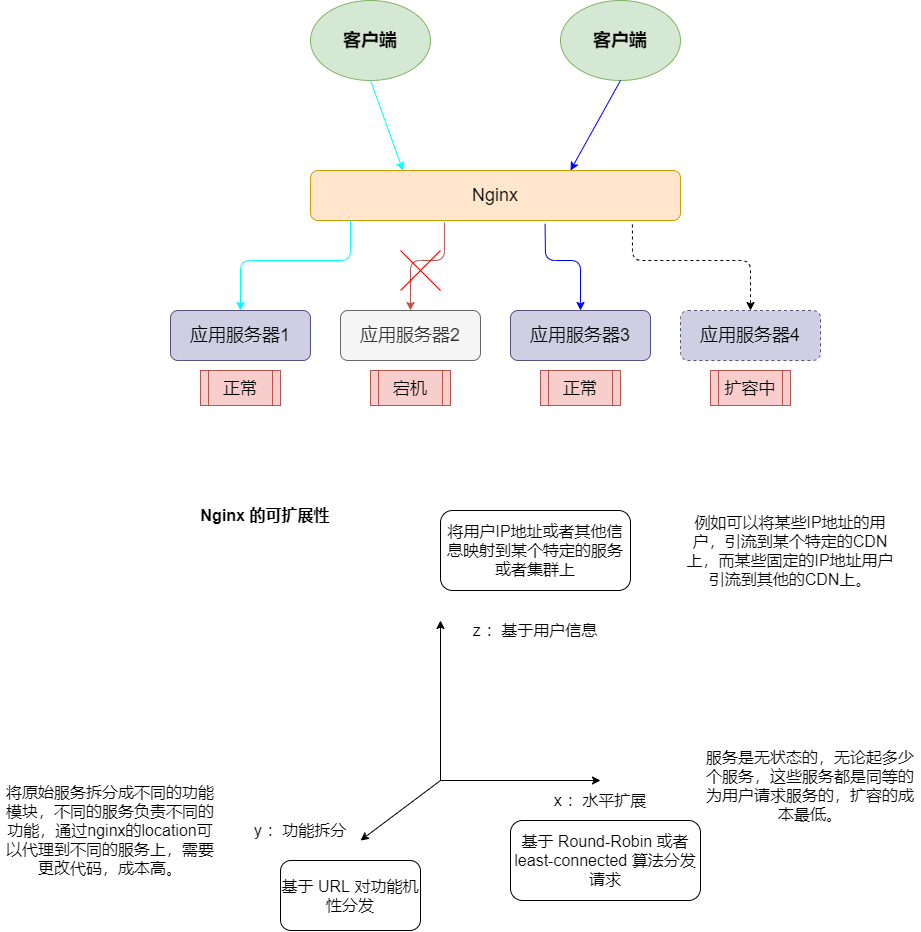 客户端
客户端
Nginx
应用服务器1
应用服务器2
应用服务器3
应用服务器4
正常
宕机
正常
扩容中
Nginx 的可扩展性
将用户IP地址或者其他信
息映射到某个特定的服务
或者集群上
例如可以将某些IP地址的用
户，引流到某个特定的CDN
上，而某些固定的IP地址用户
引流到其他的CDN上。
z ：基于用户信息
服务是无状态的，无论起多少
个服务，这些服务都是同等的
为用户请求服务的，扩容的成
本最低。
x ：水平扩展
将原始服务拆分成不同的功能
模块，不同的服务负责不同的
功能，通过nginx的location可
以代理到不同的服务上，需要
更改代码，成本高。
y ：功能拆分
基于 Round-Robin 或者
least-connected 算法分发
请求
基于 URL 对功能机
性分发